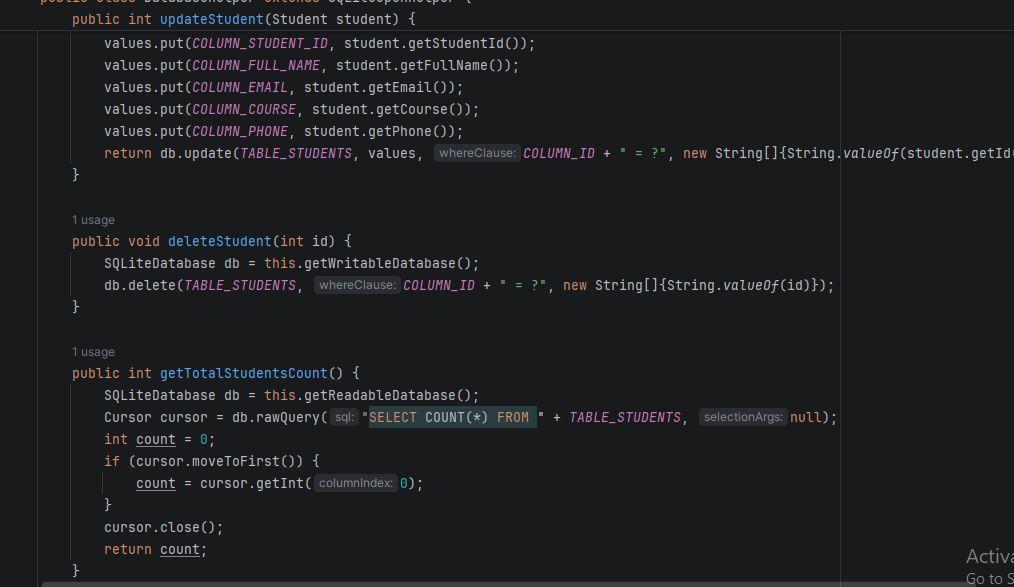 public int updateStudent(Student student) {
values.put(COLUMN_STUDENT_ID, student.getStudentId());
values.put(COLUMN_FULL_NAME, student.getFullName());
values.put(COLUMN_EMAIL, student.getEmail());
values.put(COLUMN_COURSE, student.getCourse());
values.put(COLUMN_PHONE, student.getPhone());
return db.update(TABLE_STUDENTS, values, whereClause: COLUMN_ID + " = ?", new String[]{String.valueOf(student.getId
}
1 usage
public void deleteStudent(int id) {
SQLiteDatabase db = this.getWritableDatabase();
db.delete(TABLE_STUDENTS, whereClause: COLUMN_ID + " = ?", new String[]{String.valueOf(id)});
}
1 usage
public int getTotalStudentsCount() {
SQLiteDatabase db = this.getReadableDatabase();
Cursor cursor = db.rawQuery( sql: "SELECT COUNT(*) FROM " + TABLE_STUDENTS, selectionArgs: null);
int count = 0;
if (cursor.moveToFirst()) {
count = cursor.getInt( columnIndex: 0);
}
cursor.close();
return count;
}
Activa
Go to S